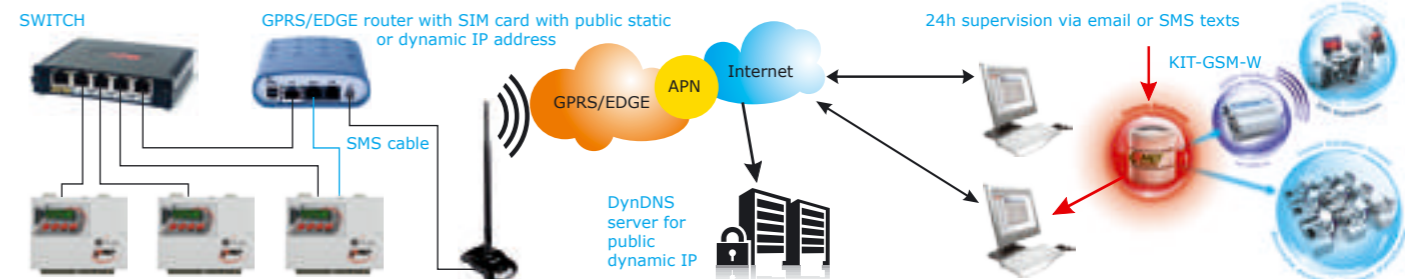 SWITCH
GPRS/EDGE router with SIM card with public static
or dynamic IP address
24h supervision via email or SMS texts
KIT-GSM-W
Internet
APN
GPRS/EDGE
SMS cable
DynDNS
server for
public
dynamic IP